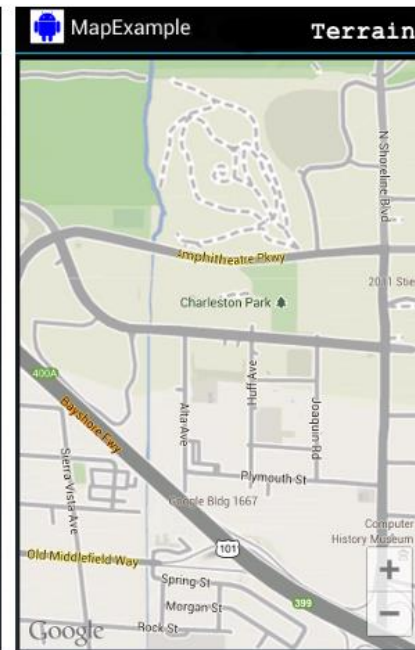 MapExample
Terrain
N Shoreline Blvd
Amphitheatre Pkwy
2011 Stie
Charleston Park
400A
Bayshore Fwy
Alta Ave
Huff Ave
Joaquin Rd
Sierra Vista Ave
Plymouth St
Google Bldg 1667
Computer
History Museum
101
Old Middlefield Way
Spring St
+
399
Morgan St
−
Google
Rock St